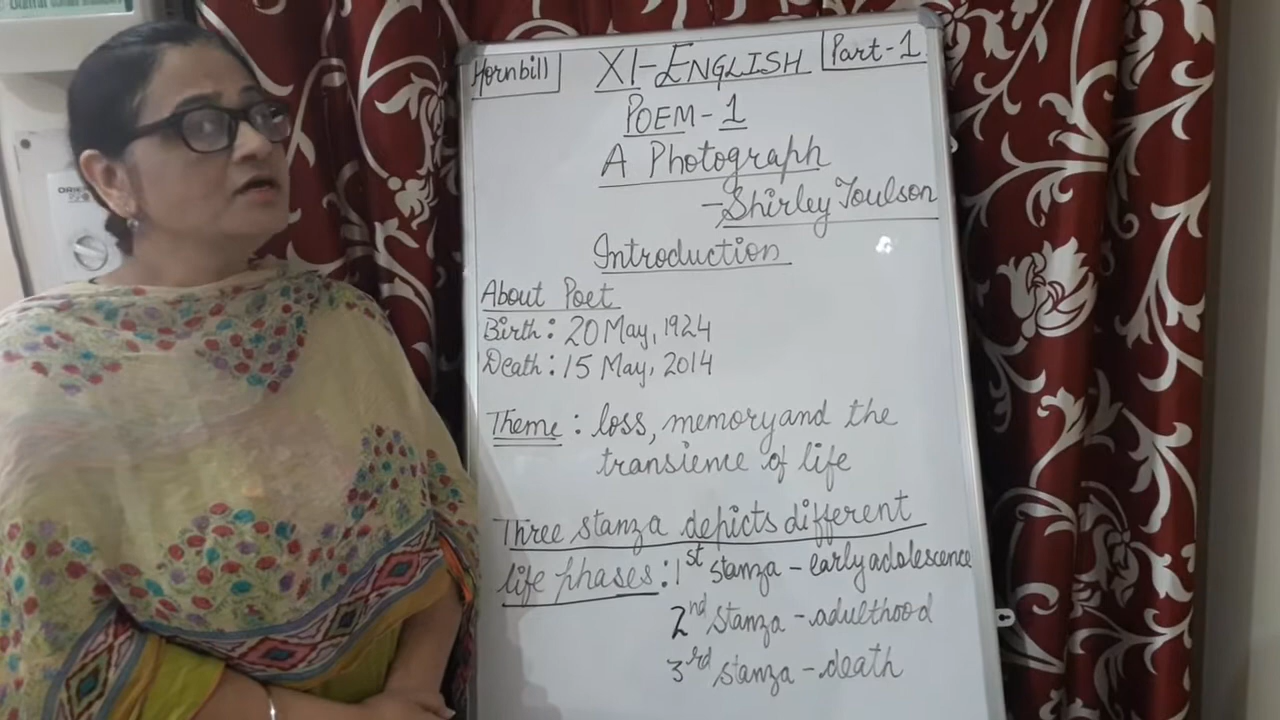 Hornbill XI-ENGLISH Part-1
POEM-1
A Photograph
-Shirley Toulson
Introduction
About Poet
Birth: 20 May, 1924
Death: 15 May, 2014
Theme: loss, memory and the
transience of life
Three stanza depicts different
life phases: 1st stanza - early adolescence
2nd stanza - adulthood
3rd stanza - death